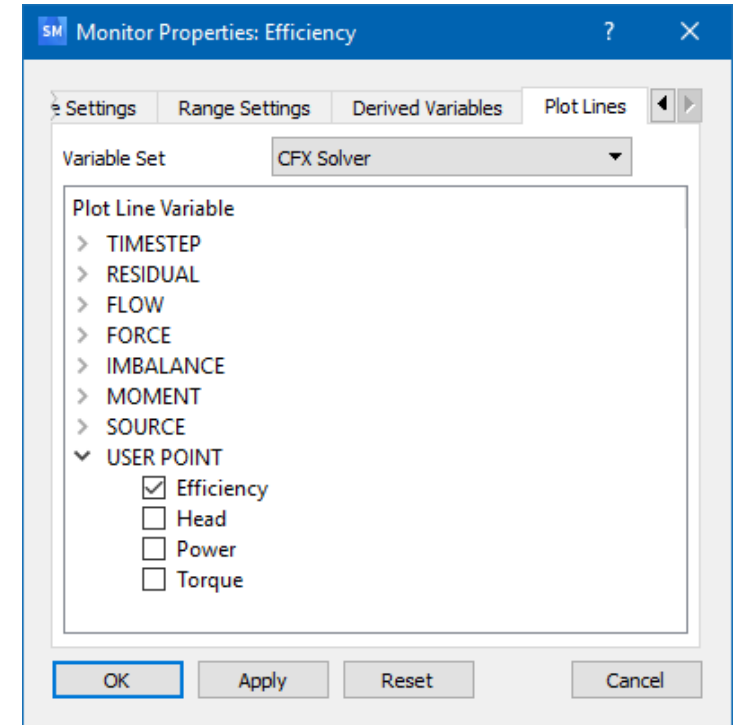 SM Monitor Properties: Efficiency ? ×
e Settings Range Settings Derived Variables Plot Lines
Variable Set CFX Solver
Plot Line Variable
TIMESTEP
RESIDUAL
FLOW
FORCE
IMBALANCE
MOMENT
SOURCE
USER POINT
Efficiency
Head
Power
Torque
OK Apply Reset Cancel